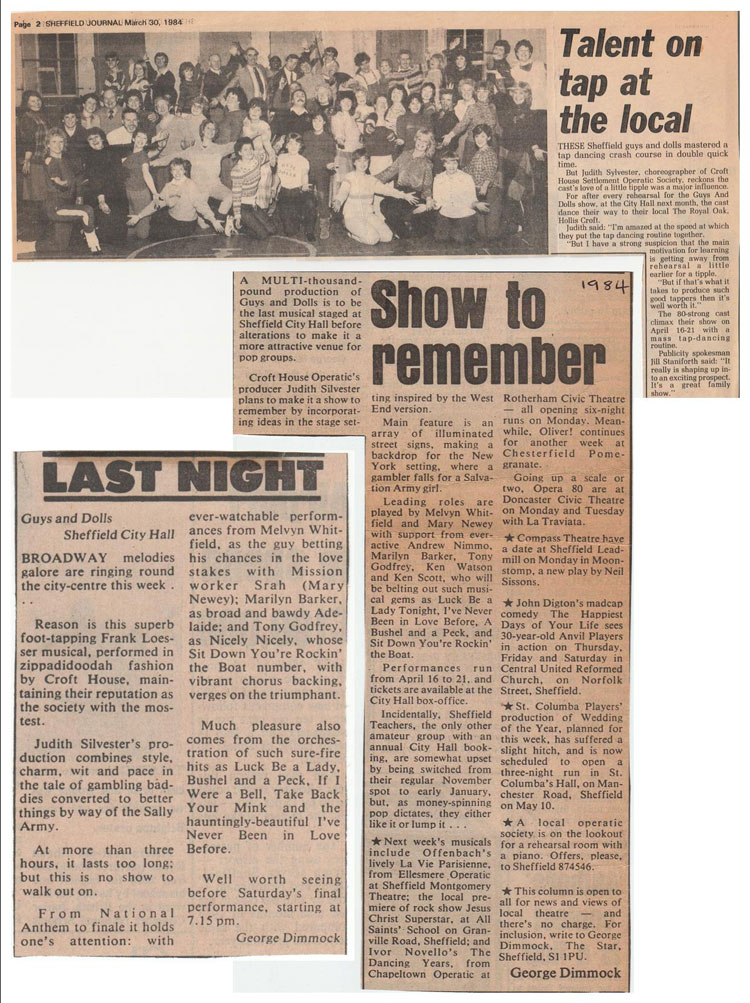 Page 2 SHEFFIELD JOURNAL March 30, 1984
Talent on
tap at
the local
THESE Sheffield guys and dolls mastered a
tap dancing crash course in double quick
time.
But Judith Sylvester, choreographer of Croft
House Settlement Operatic Society, reckons the
cast's love of a little tipple was a major influence.
For after every rehearsal for the Guys And
Dolls show, at the City Hall next month, the cast
dance their way to their local The Royal Oak,
Hollis Croft.
Judith said: "I'm amazed at the speed at which
they put the tap dancing routine together.
"But I have a strong suspicion that the main
motivation for learning
is getting away from
rehearsal a little
earlier for a tipple.
"But if that's what it
takes to produce such
good tappers then it's
well worth it."
The 80-strong cast
climax their show on
April 16-21 with a
mass tap-dancing
routine.
Publicity spokesman
Jill Staniforth said: "It
really is shaping up in-
to an exciting prospect.
It's a great family
show."
A MULTI-thousand-
pound production of
Guys and Dolls is to be
the last musical staged at
Sheffield City Hall before
alterations to make it a
more attractive venue for
pop groups.
Croft House Operatic's
producer Judith Silvester
plans to make it a show to
remember by incorporat-
ing ideas in the stage set-
1984
Show to
remember
ting inspired by the West
End version.
Main feature is an
array of illuminated
street signs, making a
backdrop for the New
York setting, where a
gambler falls for a Salva-
tion Army girl.
Leading roles are
played by Melvyn Whit-
field and Mary Newey
with support from ever-
active Andrew Nimmo,
Marilyn Barker, Tony
Godfrey, Ken Watson
and Ken Scott, who will
be belting out such musi-
cal gems as Luck Be a
Lady Tonight, I've Never
Been in Love Before, A
Bushel and a Peck, and
Sit Down You're Rockin'
the Boat.
Performances run
from April 16 to 21, and
tickets are available at the
City Hall box-office.
Incidentally, Sheffield
Teachers, the only other
amateur group with an
annual City Hall book-
ing, are somewhat upset
by being switched from
their regular November
spot to early January,
but, as money-spinning
pop dictates, they either
like it or lump it . . .
★ Next week's musicals
include Offenbach's
lively La Vie Parisienne,
from Ellesmere Operatic
at Sheffield Montgomery
Theatre; the local pre-
miere of rock show Jesus
Christ Superstar, at All
Saints' School on Gran-
ville Road, Sheffield; and
Ivor Novello's The
Dancing Years, from
Chapeltown Operatic at
Rotherham Civic Theatre
— all opening six-night
runs on Monday. Mean-
while, Oliver! continues
for another week at
Chesterfield Pome-
granate.
Going up a scale or
two, Opera 80 are at
Doncaster Civic Theatre
on Monday and Tuesday
with La Traviata.
★ Compass Theatre have
a date at Sheffield Lead-
mill on Monday in Moon-
stomp, a new play by Neil
Sissons.
★ John Digton's madcap
comedy The Happiest
Days of Your Life sees
30-year-old Anvil Players
in action on Thursday,
Friday and Saturday in
Central United Reformed
Church, on Norfolk
Street, Sheffield.
★ St. Columba Players'
production of Wedding
of the Year, planned for
this week, has suffered a
slight hitch, and is now
scheduled to open a
three-night run in St.
Columba's Hall, on Man-
chester Road, Sheffield
on May 10.
★ A local operatic
society is on the lookout
for a rehearsal room with
a piano. Offers, please,
to Sheffield 874546.
★ This column is open to
all for news and views of
local theatre — and
there's no charge. For
inclusion, write to George
Dimmock, The Star,
Sheffield, S1 1PU.
George Dimmock
LAST NIGHT
Guys and Dolls
Sheffield City Hall
BROADWAY melodies
galore are ringing round
the city-centre this week .
. .
Reason is this superb
foot-tapping Frank Loes-
ser musical, performed in
zippadidoodah fashion
by Croft House, main-
taining their reputation as
the society with the mos-
test.
Judith Silvester's pro-
duction combines style,
charm, wit and pace in
the tale of gambling bad-
dies converted to better
things by way of the Sally
Army.
At more than three
hours, it lasts too long;
but this is no show to
walk out on.
From National
Anthem to finale it holds
one's attention: with
ever-watchable perform-
ances from Melvyn Whit-
field, as the guy betting
his chances in the love
stakes with Mission
worker Srah (Mary
Newey); Marilyn Barker,
as broad and bawdy Ade-
laide; and Tony Godfrey,
as Nicely Nicely, whose
Sit Down You're Rockin'
the Boat number, with
vibrant chorus backing,
verges on the triumphant.
Much pleasure also
comes from the orches-
tration of such sure-fire
hits as Luck Be a Lady,
Bushel and a Peck, If I
Were a Bell, Take Back
Your Mink and the
hauntingly-beautiful I've
Never Been in Love
Before.
Well worth seeing
before Saturday's final
performance, starting at
7.15 pm.
George Dimmock